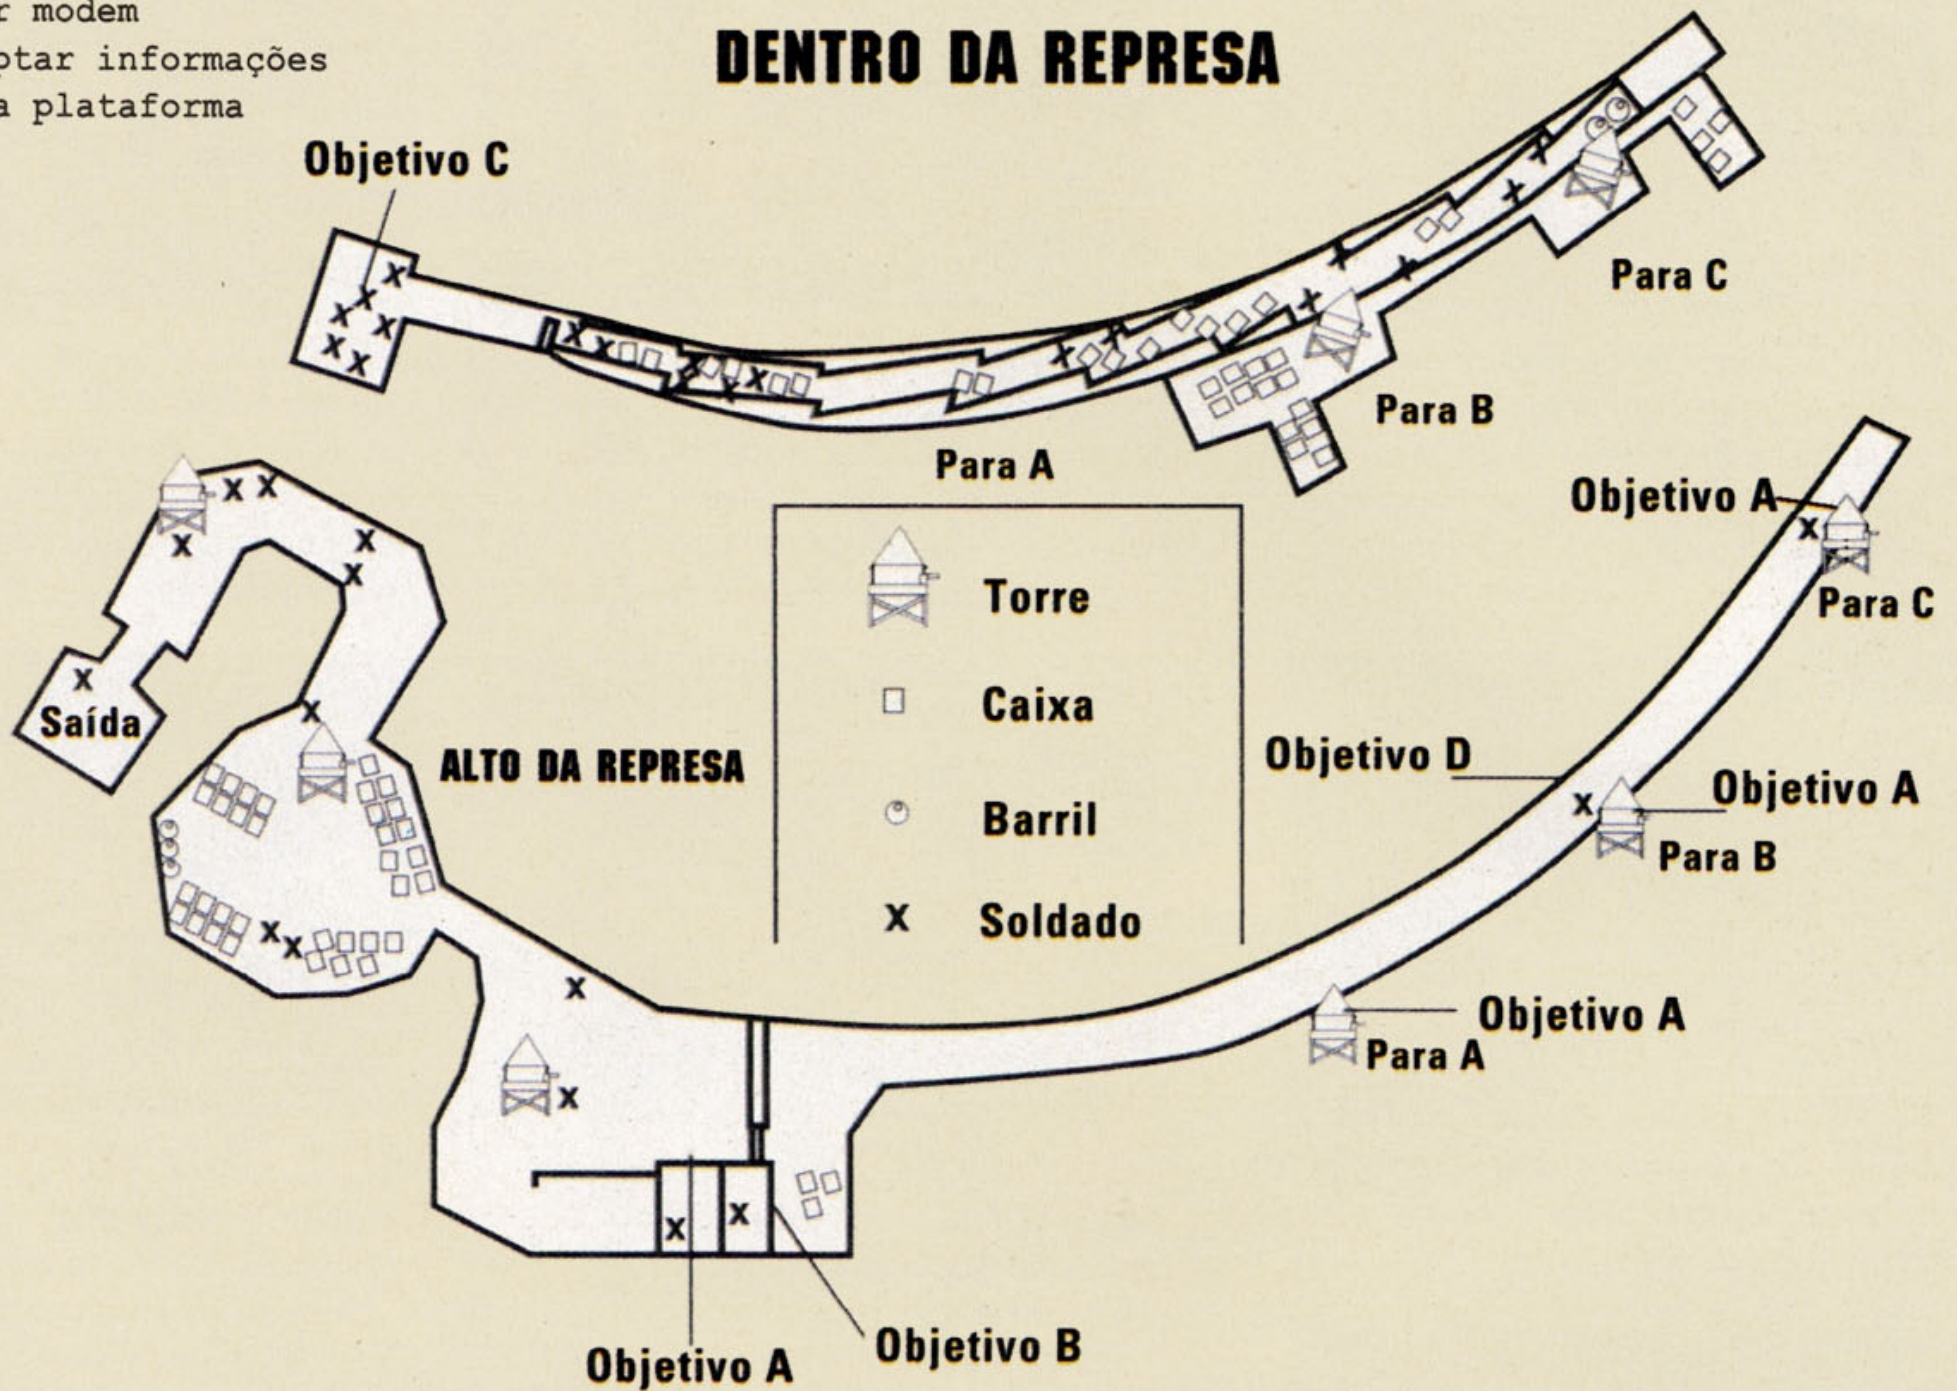 modem
informações
plataforma
DENTRO DA REPRESA
Objetivo C
Para C
Para B
Para A
Objetivo A
Para C
Torre
Caixa
Barril
X Soldado
Saída
ALTO DA REPRESA
Objetivo D
Objetivo A
Para B
Objetivo A
Para A
Objetivo B
Objetivo A